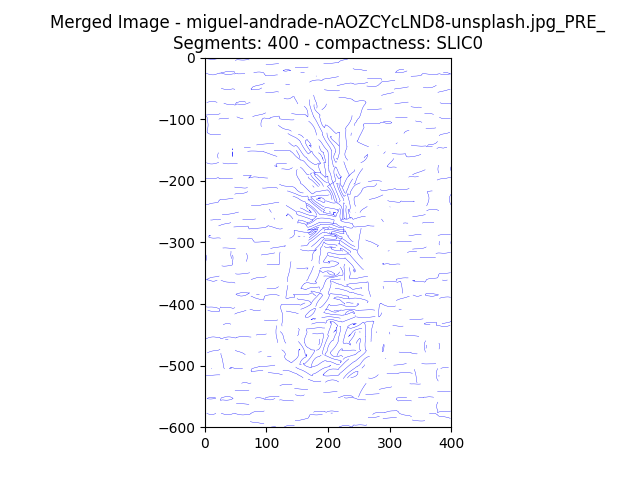 Merged Image - miguel-andrade-nAOZCYcLND8-unsplash.jpg_PRE_
Segments: 400 - compactness: SLIC0
0
−100
−200
−300
−400
−500
−600
0 100 200 300 400